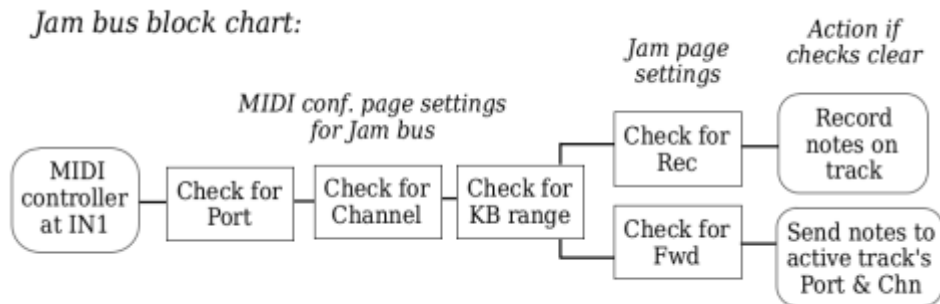 Jam bus block chart:
Action if
checks clear
Jam page
settings
MIDI conf. page settings
for Jam bus
MIDI
controller
at IN1
Check for
Port
Check for
Channel
Check for
KB range
Check for
Rec
Record
notes on
track
Check for
Fwd
Send notes to
active track's
Port & Chn